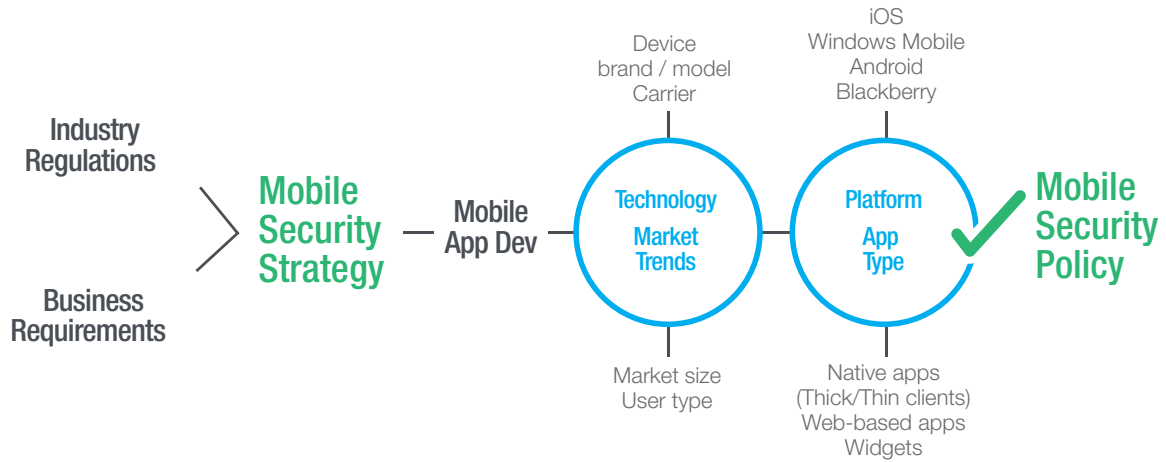 Industry
Regulations
Business
Requirements
Mobile
Security
Strategy
Mobile
App Dev
Device
brand / model
Carrier
Technology
Market
Trends
Market size
User type
iOS
Windows Mobile
Android
Blackberry
Platform
App
Type
Native apps
(Thick/Thin clients)
Web-based apps
Widgets
Mobile
Security
Policy